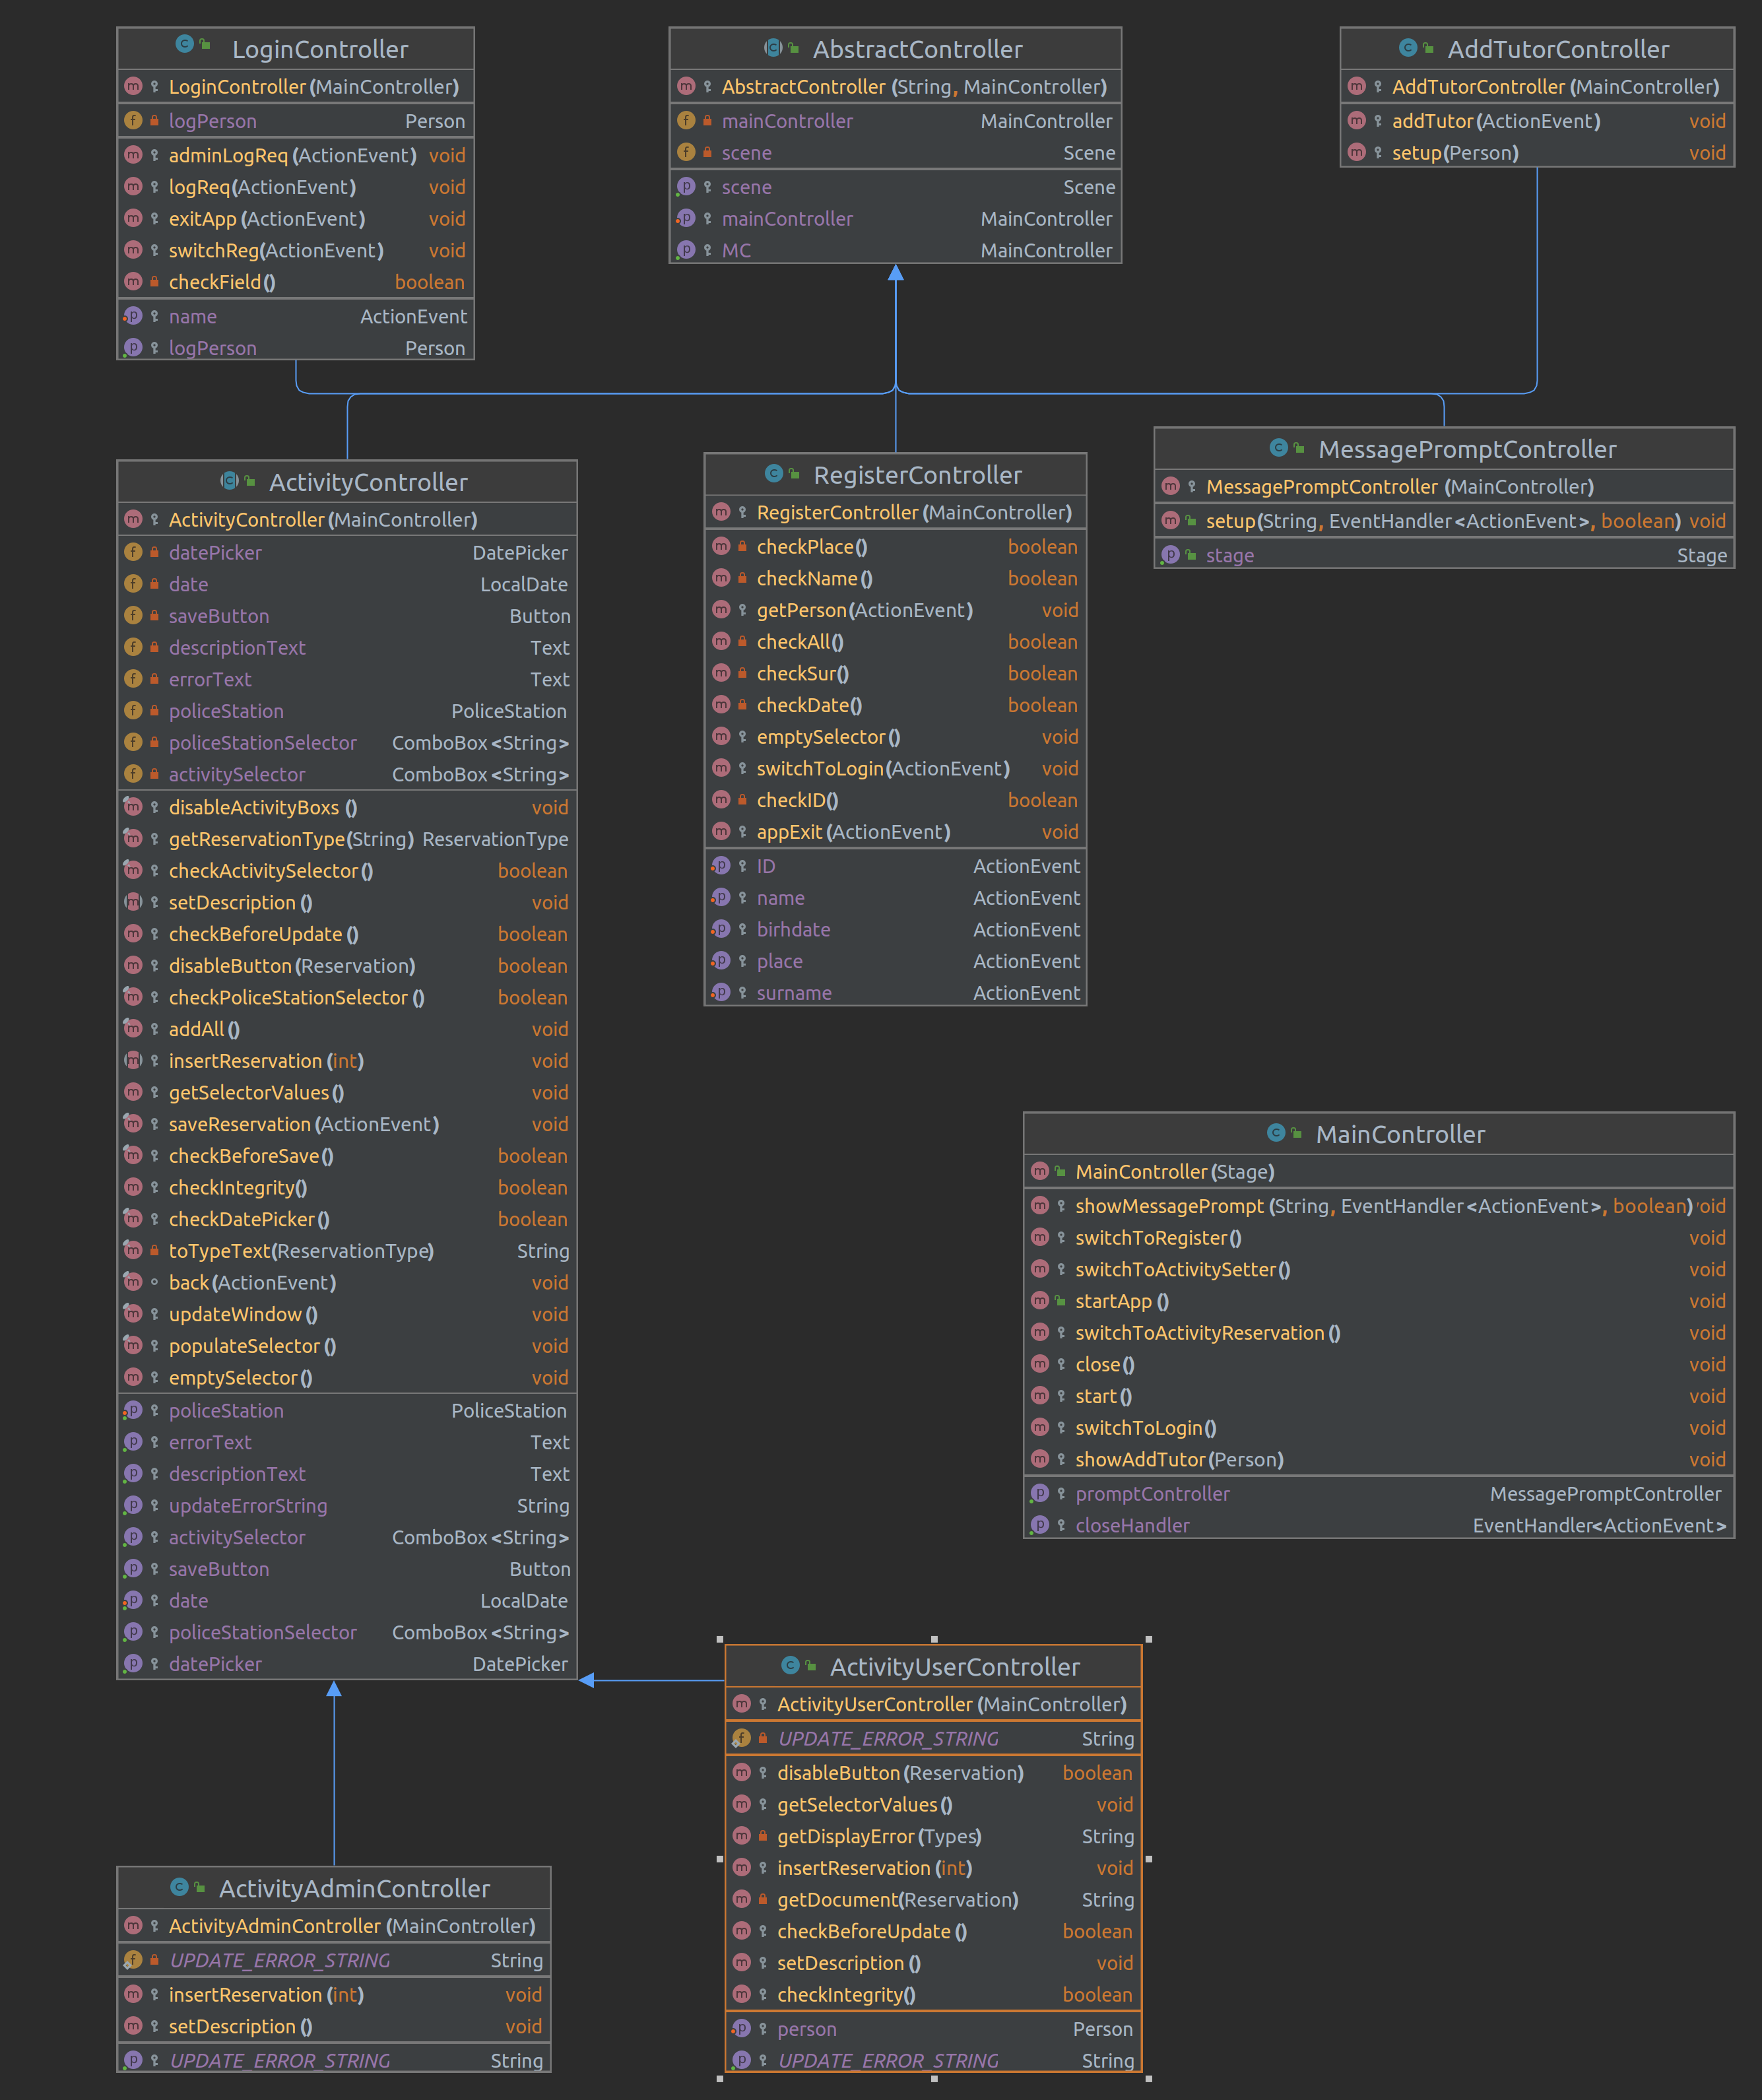 LoginController
LoginController(MainController)
logPerson Person
adminLogReq(ActionEvent) void
logReq(ActionEvent) void
exitApp(ActionEvent) void
switchReg(ActionEvent) void
checkField() boolean
name ActionEvent
logPerson Person
AbstractController
AbstractController(String, MainController)
mainController MainController
scene Scene
scene Scene
mainController MainController
MC MainController
AddTutorController
AddTutorController(MainController)
addTutor(ActionEvent) void
setup(Person) void
ActivityController
ActivityController(MainController)
datePicker DatePicker
date LocalDate
saveButton Button
descriptionText Text
errorText Text
policeStation PoliceStation
policeStationSelector ComboBox<String>
activitySelector ComboBox<String>
disableActivityBoxs() void
getReservationType(String) ReservationType
checkActivitySelector() boolean
setDescription() void
checkBeforeUpdate() boolean
disableButton(Reservation) boolean
checkPoliceStationSelector() boolean
addAll() void
insertReservation(int) void
getSelectorValues() void
saveReservation(ActionEvent) void
checkBeforeSave() boolean
checkIntegrity() boolean
checkDatePicker() boolean
toTypeText(ReservationType) String
back(ActionEvent) void
updateWindow() void
populateSelector() void
emptySelector() void
policeStation PoliceStation
errorText Text
descriptionText Text
updateErrorString String
activitySelector ComboBox<String>
saveButton Button
date LocalDate
policeStationSelector ComboBox<String>
datePicker DatePicker
RegisterController
RegisterController(MainController)
checkPlace() boolean
checkName() boolean
getPerson(ActionEvent) void
checkAll() boolean
checkSur() boolean
checkDate() boolean
emptySelector() void
switchToLogin(ActionEvent) void
checkID() boolean
appExit(ActionEvent) void
ID ActionEvent
name ActionEvent
birhdate ActionEvent
place ActionEvent
surname ActionEvent
MessagePromptController
MessagePromptController(MainController)
setup(String, EventHandler<ActionEvent>, boolean) void
stage Stage
MainController
MainController(Stage)
showMessagePrompt(String, EventHandler<ActionEvent>, boolean) void
switchToRegister() void
switchToActivitySetter() void
startApp() void
switchToActivityReservation() void
close() void
start() void
switchToLogin() void
showAddTutor(Person) void
promptController MessagePromptController
closeHandler EventHandler<ActionEvent>
ActivityUserController
ActivityUserController(MainController)
UPDATE_ERROR_STRING String
disableButton(Reservation) boolean
getSelectorValues() void
getDisplayError(Types) String
insertReservation(int) void
getDocument(Reservation) String
checkBeforeUpdate() boolean
setDescription() void
checkIntegrity() boolean
person Person
UPDATE_ERROR_STRING String
ActivityAdminController
ActivityAdminController(MainController)
UPDATE_ERROR_STRING String
insertReservation(int) void
setDescription() void
UPDATE_ERROR_STRING String